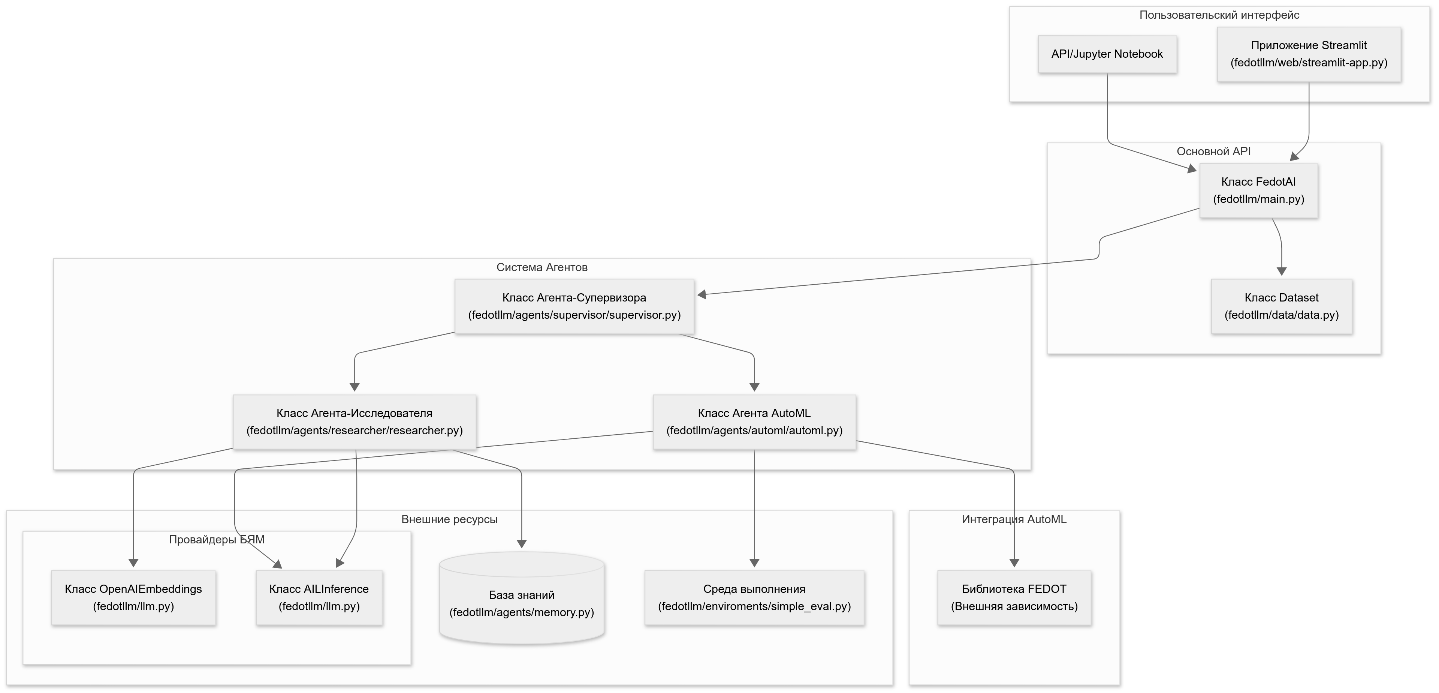 Пользовательский интерфейс
API/Jupyter Notebook
Приложение Streamlit
(fedotllm/web/streamlit-app.py)
Основной API
Класс FedotAI
(fedotllm/main.py)
Класс Dataset
(fedotllm/data/data.py)
Система Агентов
Класс Агента-Супервизора
(fedotllm/agents/supervisor/supervisor.py)
Класс Агента-Исследователя
(fedotllm/agents/researcher/researcher.py)
Класс Агента AutoML
(fedotllm/agents/automl/automl.py)
Внешние ресурсы
Провайдеры БЯМ
Класс OpenAIEmbeddings
(fedotllm/llm.py)
Класс AILInference
(fedotllm/llm.py)
База знаний
(fedotllm/agents/memory.py)
Среда выполнения
(fedotllm/enviroments/simple_eval.py)
Интеграция AutoML
Библиотека FEDOT
(Внешняя зависимость)